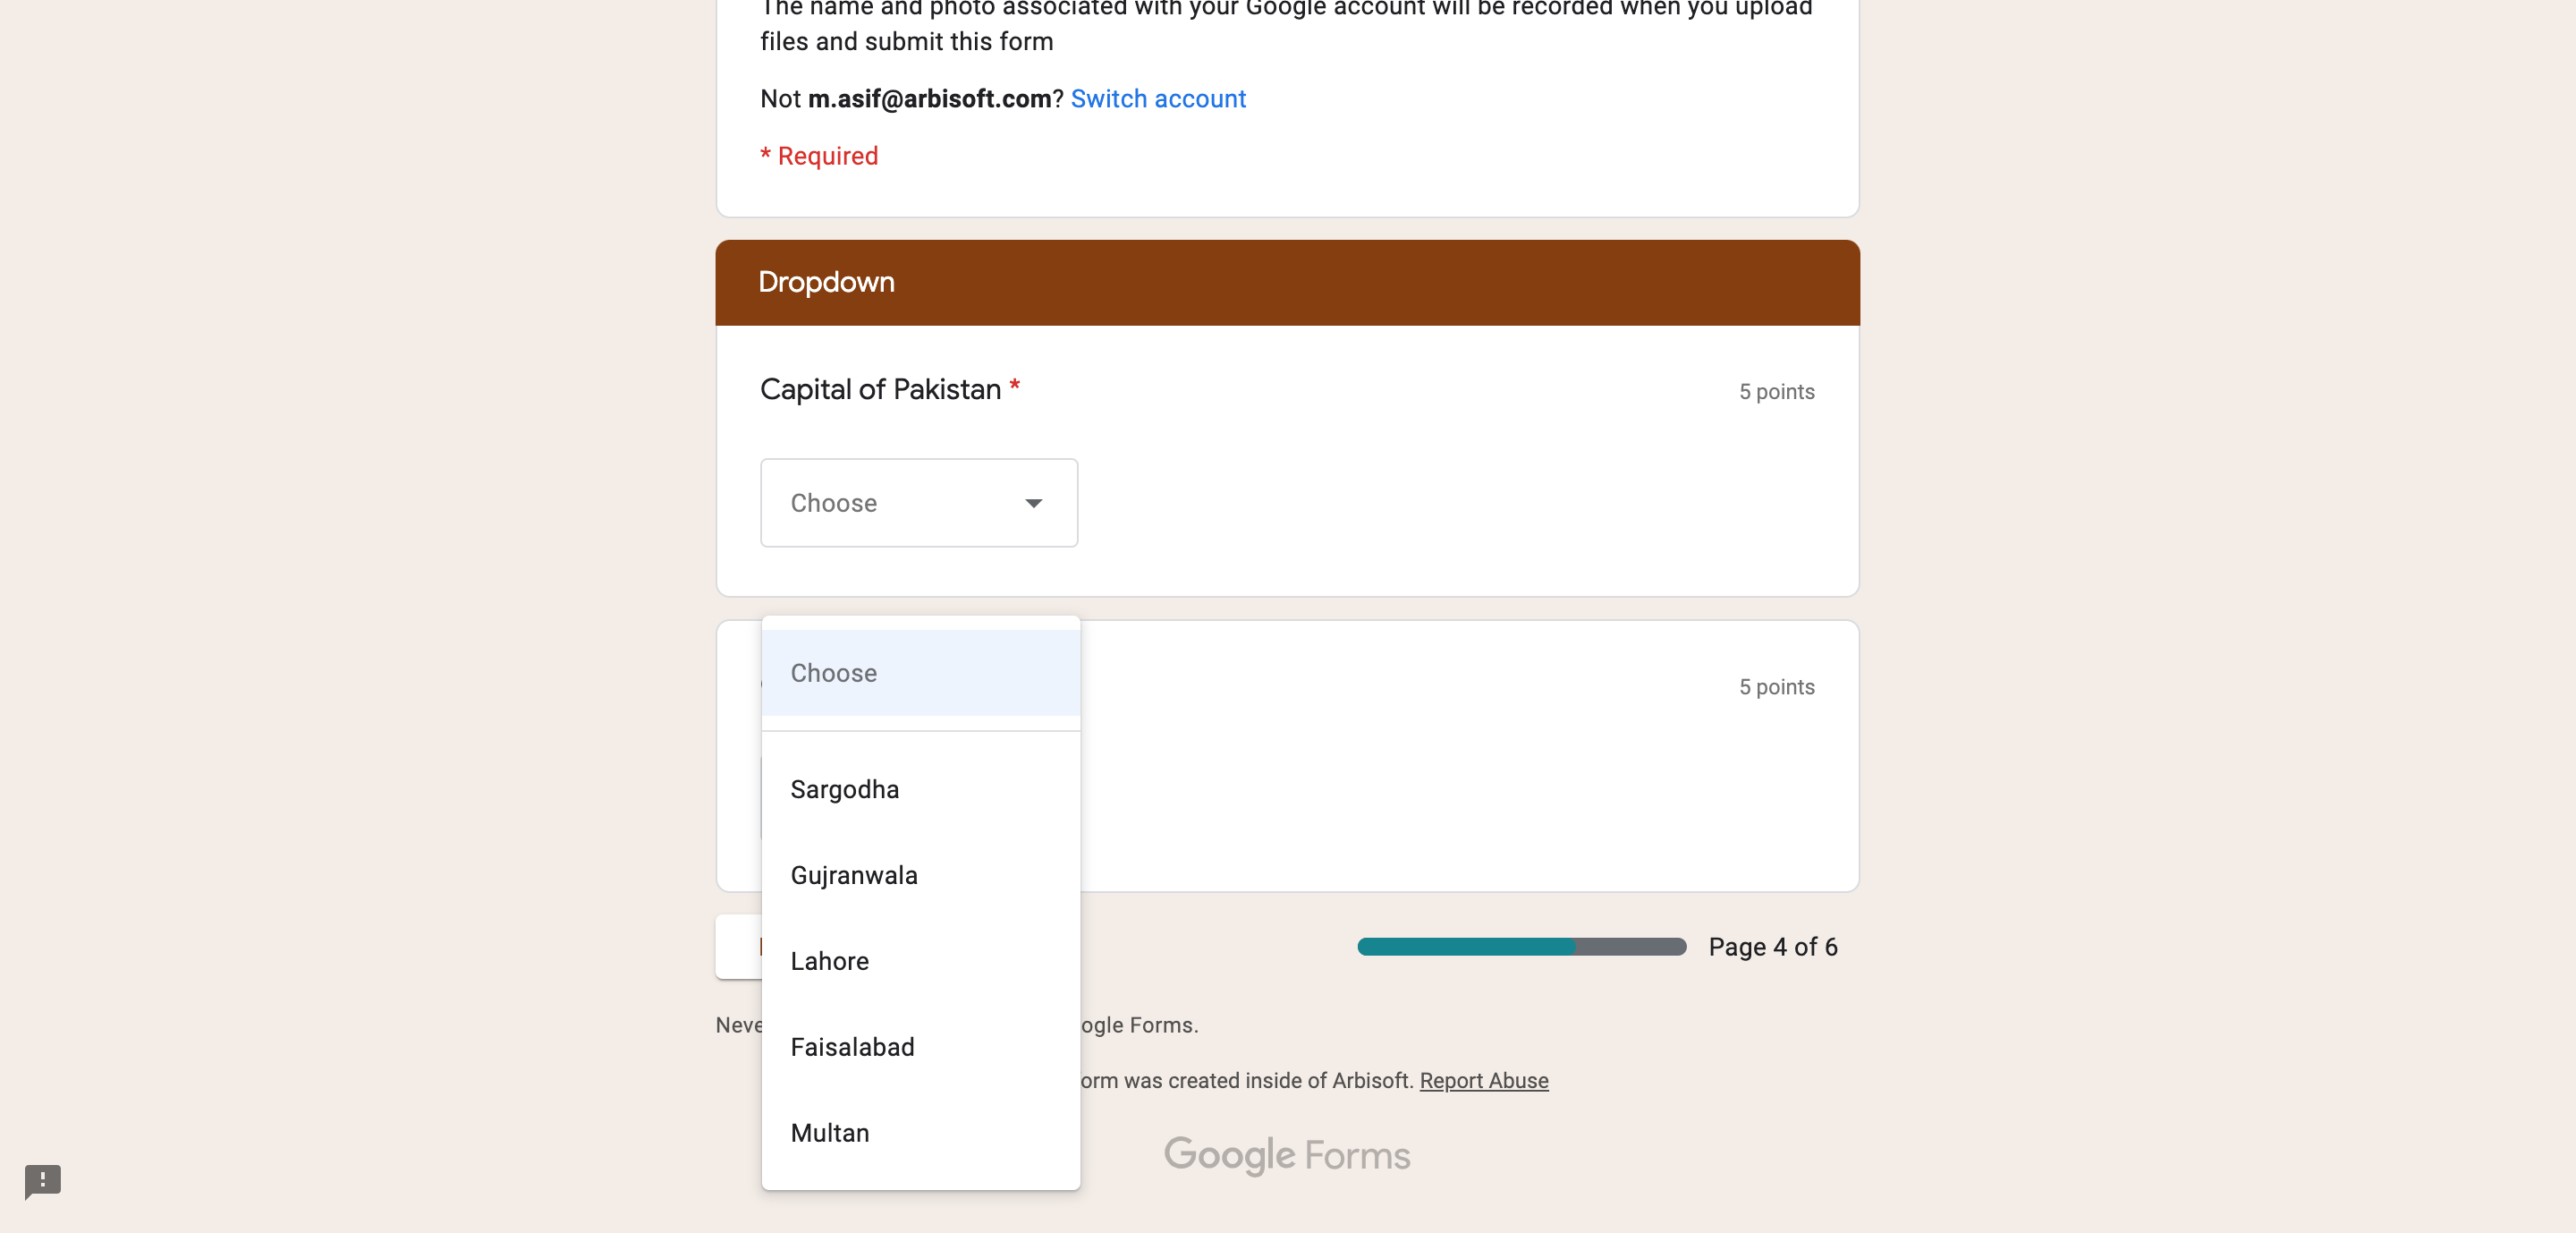 The name and photo associated with your Google account will be recorded when you upload
files and submit this form
Not m.asif@arbisoft.com? Switch account
* Required
Dropdown
Capital of Pakistan *
5 points
Choose
5 points
Choose
Sargodha
Gujranwala
Lahore
Faisalabad
Multan
Page 4 of 6
Neve
ogle Forms.
orm was created inside of Arbisoft. Report Abuse
Google Forms